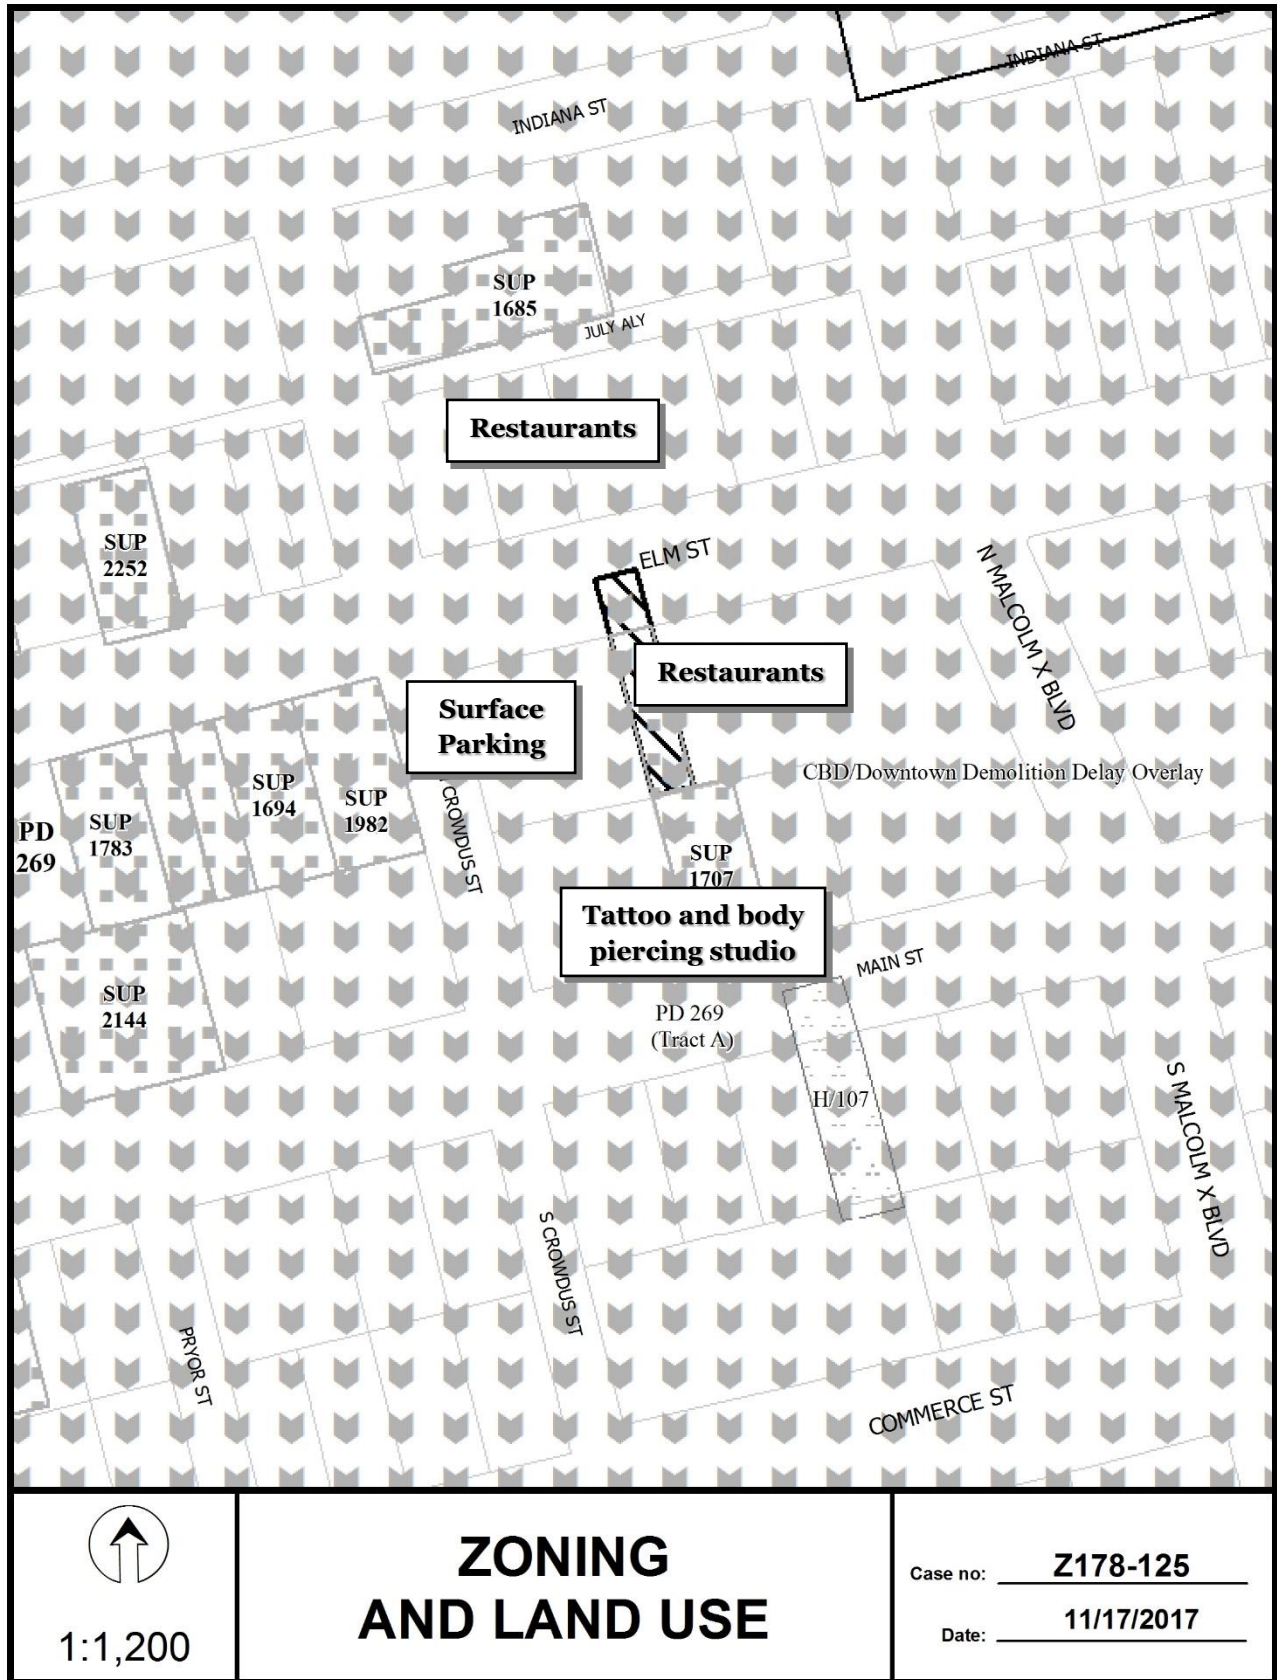 INDIANA ST
INDIANA ST
SUP
1685
JULY ALY
Restaurants
SUP
2252
ELM ST
N MALCOLM X BLVD
Restaurants
Surface
Parking
CBD/Downtown Demolition Delay Overlay
SUP
1694
SUP
1982
CROWDUS ST
PD
269
SUP
1783
SUP
1707
Tattoo and body
piercing studio
MAIN ST
SUP
2144
PD 269
(Tract A)
H/107
S MALCOLM X BLVD
S CROWDUS ST
PRYOR ST
COMMERCE ST
1:1,200
ZONING
AND LAND USE
Case no: Z178-125
Date: 11/17/2017